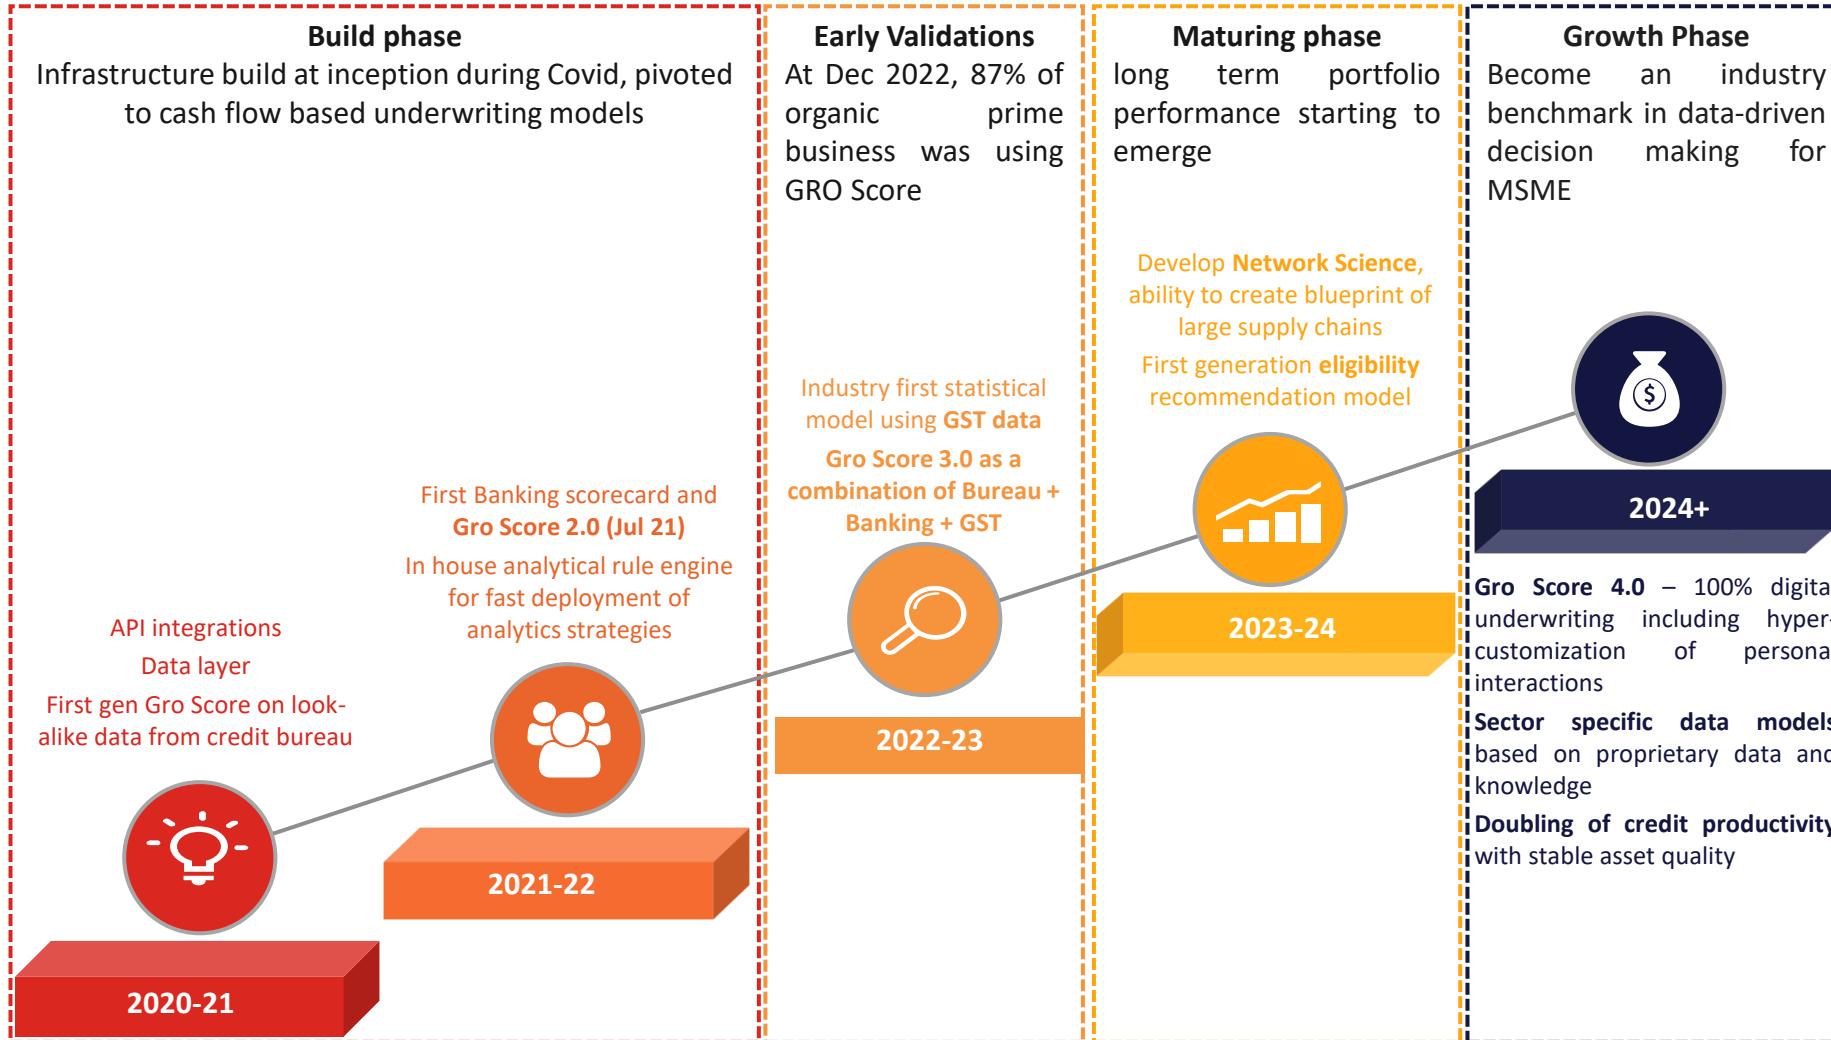 Build phase
Infrastructure build at inception during Covid, pivoted
to cash flow based underwriting models
API integrations
Data layer
First gen Gro Score on look-
alike data from credit bureau
2020-21
First Banking scorecard and
Gro Score 2.0 (Jul 21)
In house analytical rule engine
for fast deployment of
analytics strategies
2021-22
Early Validations
At Dec 2022, 87% of
organic prime
business was using
GRO Score
Industry first statistical
model using GST data
Gro Score 3.0 as a
combination of Bureau +
Banking + GST
2022-23
Maturing phase
long term portfolio
performance starting to
emerge
Develop Network Science,
ability to create blueprint of
large supply chains
First generation eligibility
recommendation model
2023-24
Growth Phase
Become an industry
benchmark in data-driven
decision making for
MSME
$
2024+
Gro Score 4.0 – 100% digital
underwriting including hyper-
customization of personal
interactions
Sector specific data models
based on proprietary data and
knowledge
Doubling of credit productivity
with stable asset quality